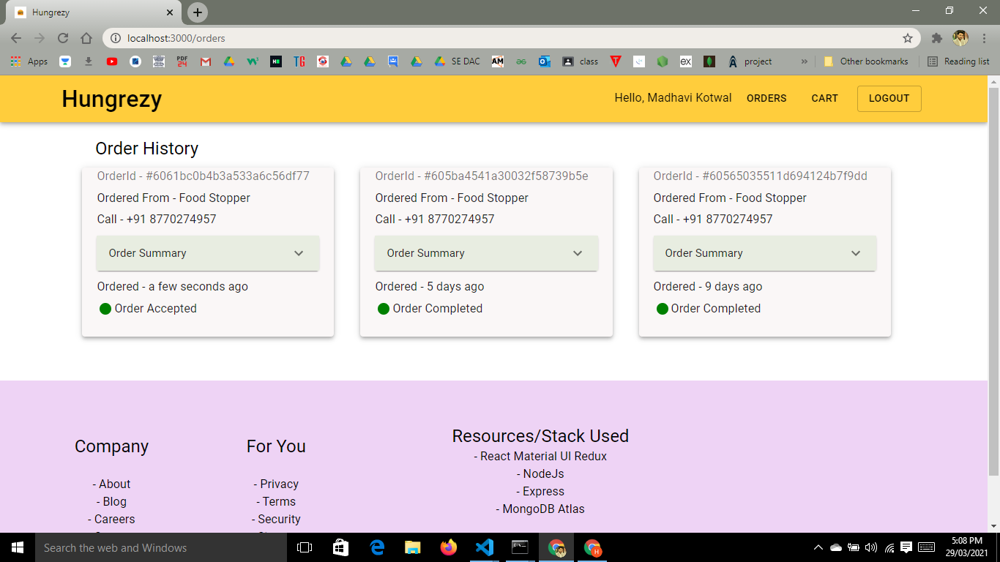 Hungrezy
localhost:3000/orders
Apps
PDF 24
TG
SE DAC
AM
class
ex
project
»
Other bookmarks
Reading list
Hungrezy
Hello, Madhavi Kotwal
ORDERS
CART
LOGOUT
Order History
OrderId - #6061bc0b4b3a533a6c56df77
Ordered From - Food Stopper
Call - +91 8770274957
Order Summary
Ordered - a few seconds ago
Order Accepted
OrderId - #605ba4541a30032f58739b5e
Ordered From - Food Stopper
Call - +91 8770274957
Order Summary
Ordered - 5 days ago
Order Completed
OrderId - #60565035511d694124b7f9dd
Ordered From - Food Stopper
Call - +91 8770274957
Order Summary
Ordered - 9 days ago
Order Completed
Company
- About
- Blog
- Careers
For You
- Privacy
- Terms
- Security
Resources/Stack Used
- React Material UI Redux
- NodeJs
- Express
- MongoDB Atlas
Search the web and Windows
5:08 PM
29/03/2021